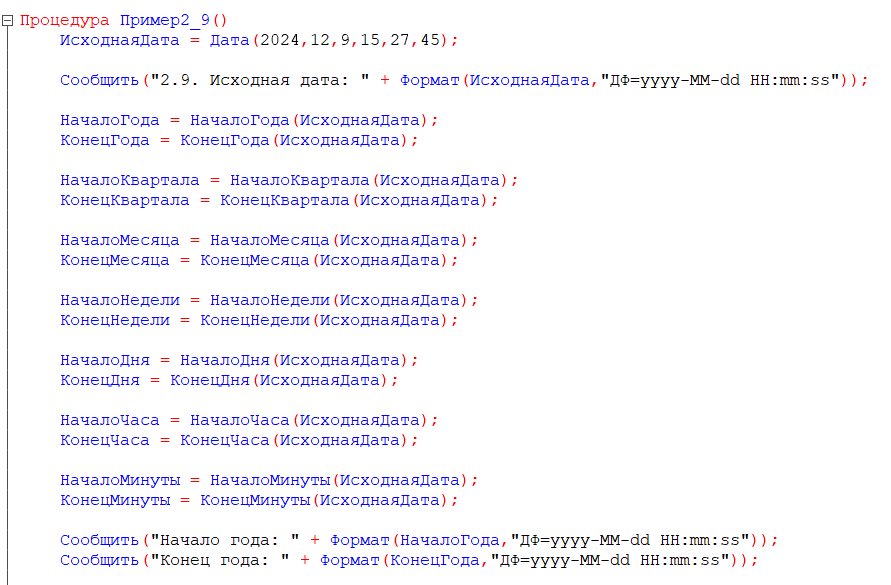 Процедура Пример2_9()
ИсходнаяДата = Дата(2024,12,9,15,27,45);
Сообщить("2.9. Исходная дата: " + Формат(ИсходнаяДата,"ДФ=yyyy-MM-dd HH:mm:ss"));
НачалоГода = НачалоГода(ИсходнаяДата);
КонецГода = КонецГода(ИсходнаяДата);
НачалоКвартала = НачалоКвартала(ИсходнаяДата);
КонецКвартала = КонецКвартала(ИсходнаяДата);
НачалоМесяца = НачалоМесяца(ИсходнаяДата);
КонецМесяца = КонецМесяца(ИсходнаяДата);
НачалоНедели = НачалоНедели(ИсходнаяДата);
КонецНедели = КонецНедели(ИсходнаяДата);
НачалоДня = НачалоДня(ИсходнаяДата);
КонецДня = КонецДня(ИсходнаяДата);
НачалоЧаса = НачалоЧаса(ИсходнаяДата);
КонецЧаса = КонецЧаса(ИсходнаяДата);
НачалоМинуты = НачалоМинуты(ИсходнаяДата);
КонецМинуты = КонецМинуты(ИсходнаяДата);
Сообщить("Начало года: " + Формат(НачалоГода,"ДФ=yyyy-MM-dd HH:mm:ss"));
Сообщить("Конец года: " + Формат(КонецГода,"ДФ=yyyy-MM-dd HH:mm:ss"));